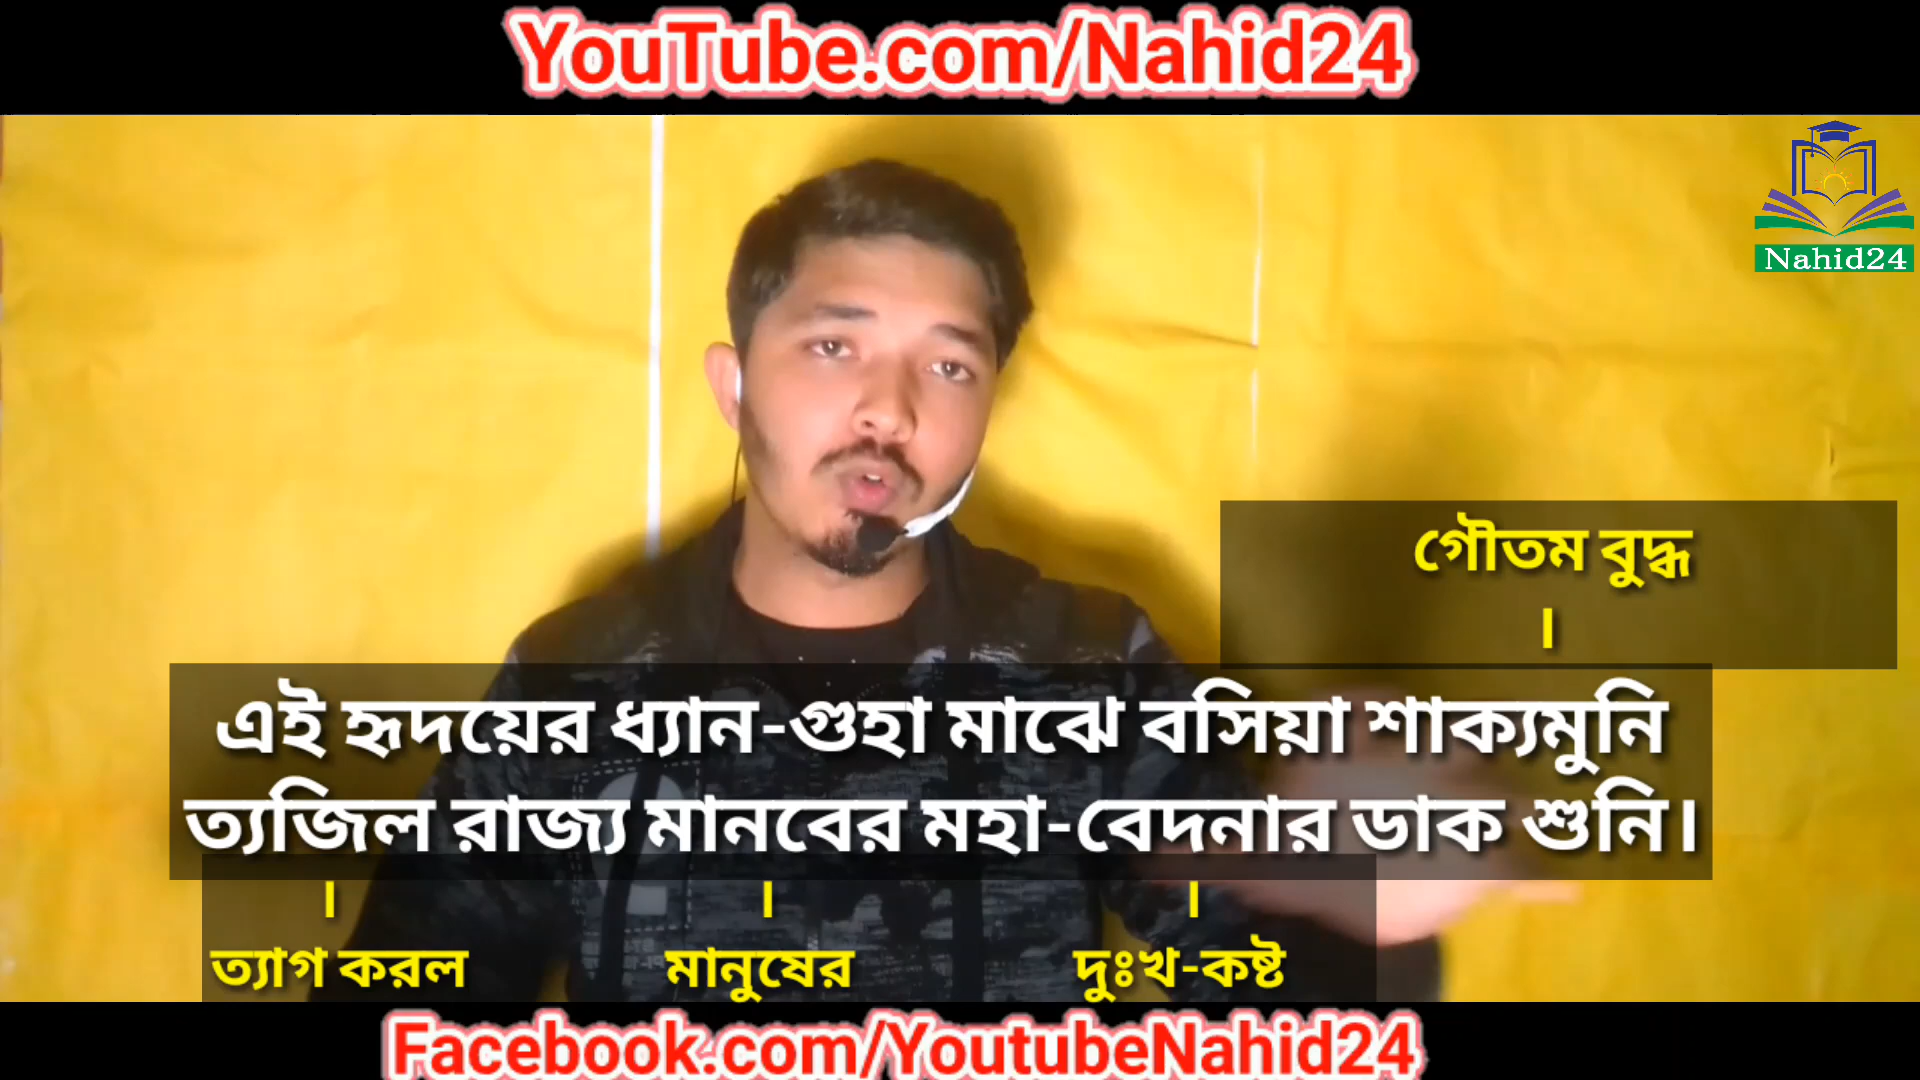 YouTube.com/Nahid24
Nahid24
গৌতম বুদ্ধ
।
এই হৃদয়ের ধ্যান-গুহা মাঝে বসিয়া শাক্যমুনি
ত্যজিল রাজ্য মানবের মহা-বেদনার ডাক শুনি।
। । ।
ত্যাগ করল মানুষের দুঃখ-কষ্ট
Facebook.com/YoutubeNahid24